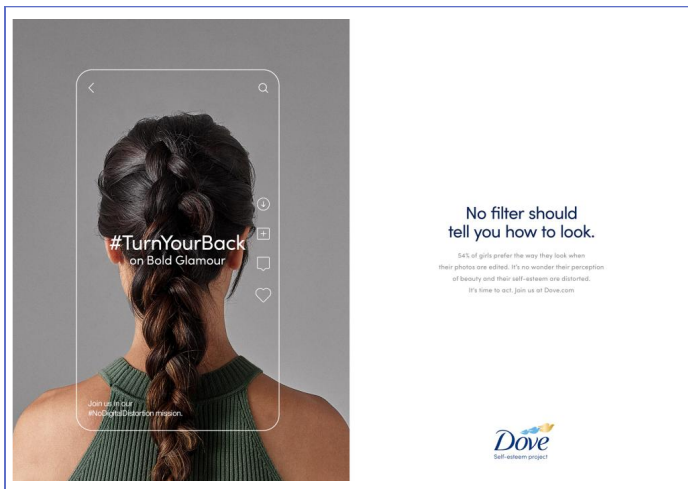 #TurnYourBack
on Bold Glamour
Join us in our
#NoDigitalDistortion mission.
No filter should
tell you how to look.
54% of girls prefer the way they look when
their photos are edited. It's no wonder their perception
of beauty and their self-esteem are distorted.
It's time to act. Join us at Dove.com
Dove
Self-esteem project